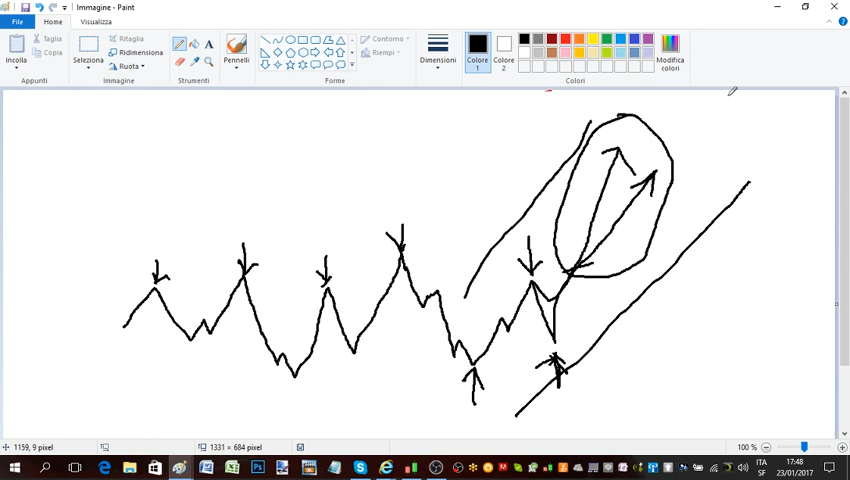 Immagine - Paint
File Home Visualizza
Incolla
Taglia
Copia
Appunti
Seleziona
Ritaglia
Ridimensiona
Ruota
Immagine
A
Strumenti
Pennelli
Contorno
Riempi
Forme
Dimensioni
Colore
1
Colore
2
Modifica
colori
Colori
1159, 9 pixel
1331 × 684 pixel
100 %
ITA
SF
17:48
23/01/2017